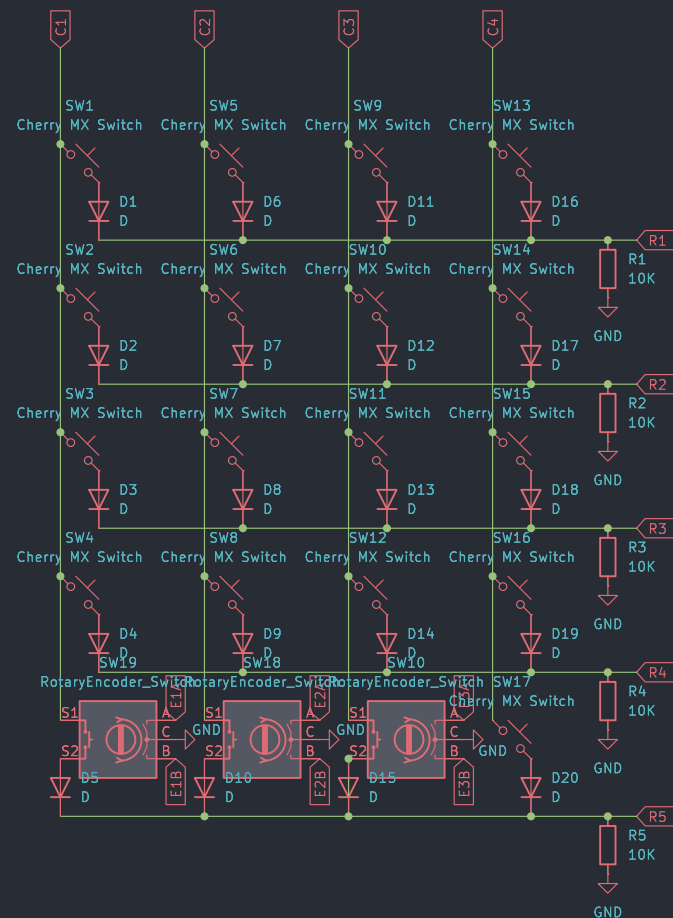 C1 C2 C3 C4
SW1 SW5 SW9 SW13
Cherry MX Switch Cherry MX Switch Cherry MX Switch Cherry MX Switch
D1 D6 D11 D16
D D D D
R1
R1
10K
SW2 SW6 SW10 SW14
Cherry MX Switch Cherry MX Switch Cherry MX Switch Cherry MX Switch
GND
D2 D7 D12 D17
D D D D
R2
R2
10K
SW3 SW7 SW11 SW15
Cherry MX Switch Cherry MX Switch Cherry MX Switch Cherry MX Switch
GND
D3 D8 D13 D18
D D D D
R3
R3
10K
SW4 SW8 SW12 SW16
Cherry MX Switch Cherry MX Switch Cherry MX Switch Cherry MX Switch
GND
D4 D9 D14 D19
D D D D
SW19 SW18 SW10
R4
RotaryEncoder_Switch RotaryEncoder_Switch RotaryEncoder_Switch SW17
Cherry MX Switch
R4
10K
E1A E2A E3A
S1 A S1 A S1 A
GND GND GND
C C C
S2 B S2 B S2 B
GND
E1B E2B E3B
D5 D10 D15 D20
D D D D
R5
R5
10K
GND